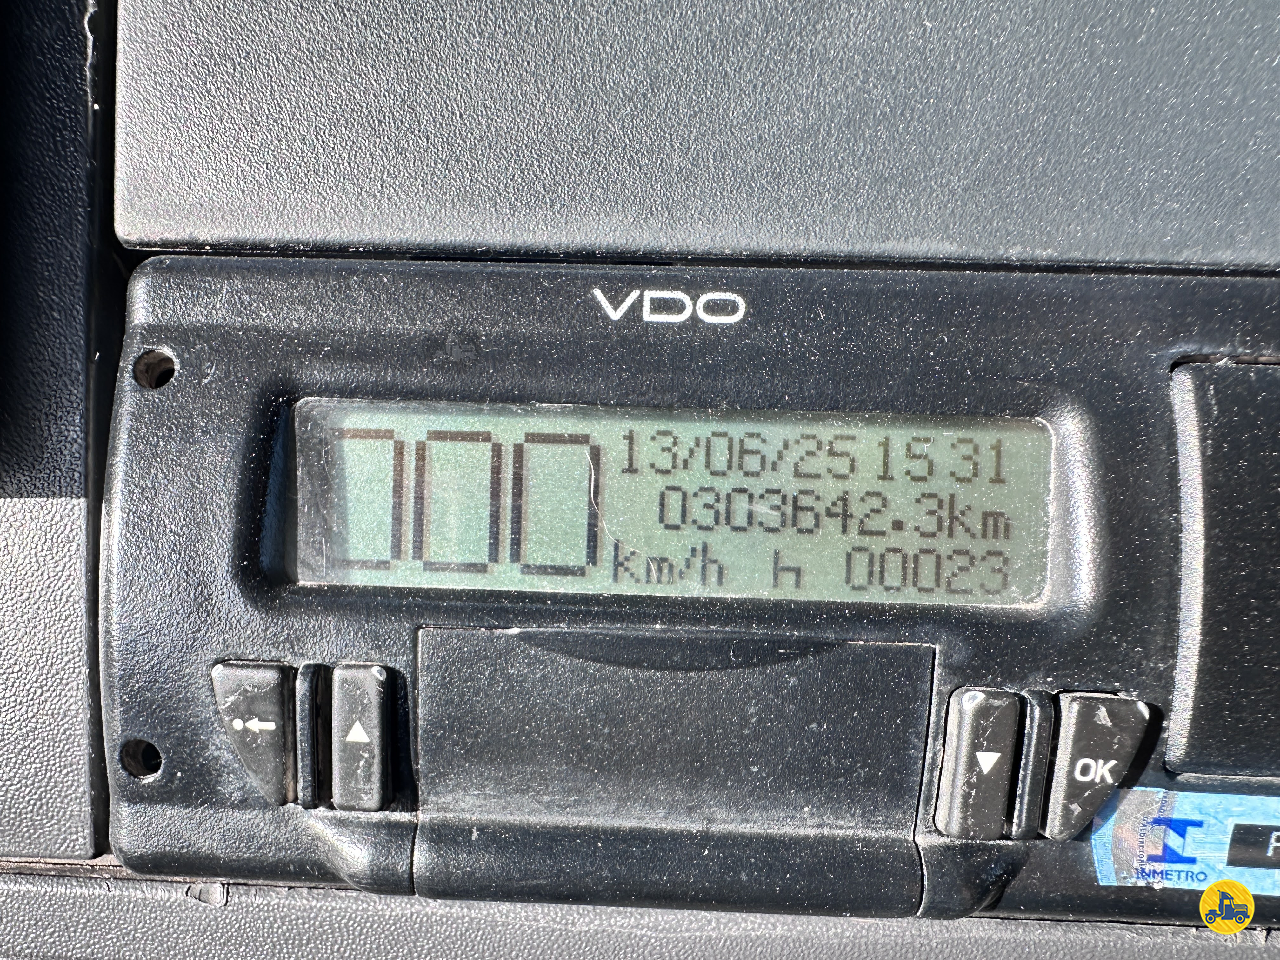 VDO
000
13/06/25 15 31
0303642.3km
km/h h 00023
OK
INMETRO